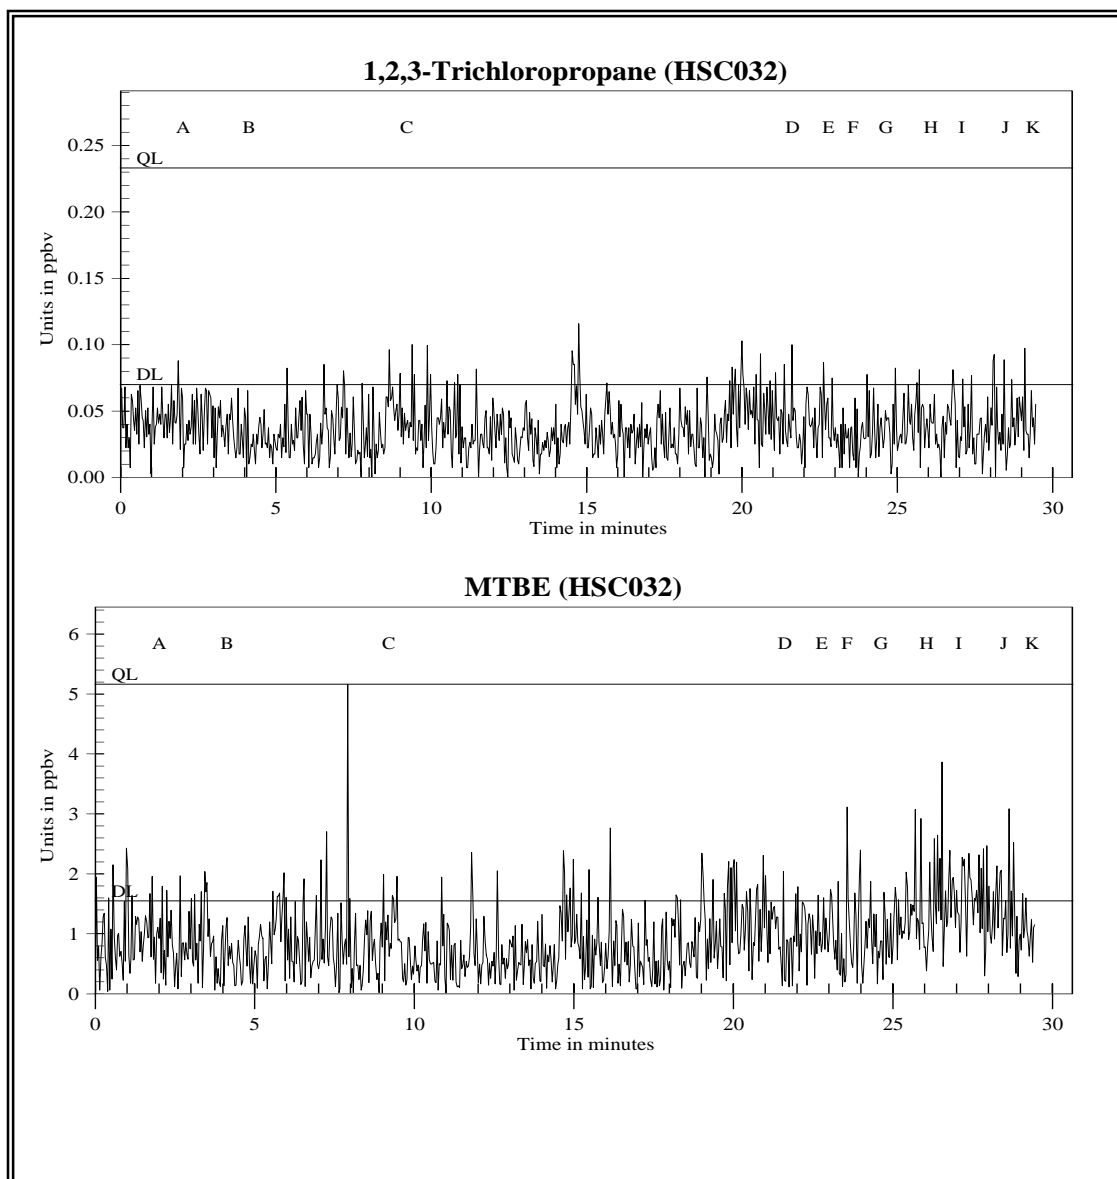 1,2,3-Trichloropropane (HSC032)
A B C D E F G H I J K
0.25
QL
0.20
Units in ppbv
0.15
0.10
DL
0.05
0.00
0 5 10 15 20 25 30
Time in minutes
MTBE (HSC032)
6
A B C D E F G H I J K
QL
5
4
Units in ppbv
3
2
DL
1
0
0 5 10 15 20 25 30
Time in minutes